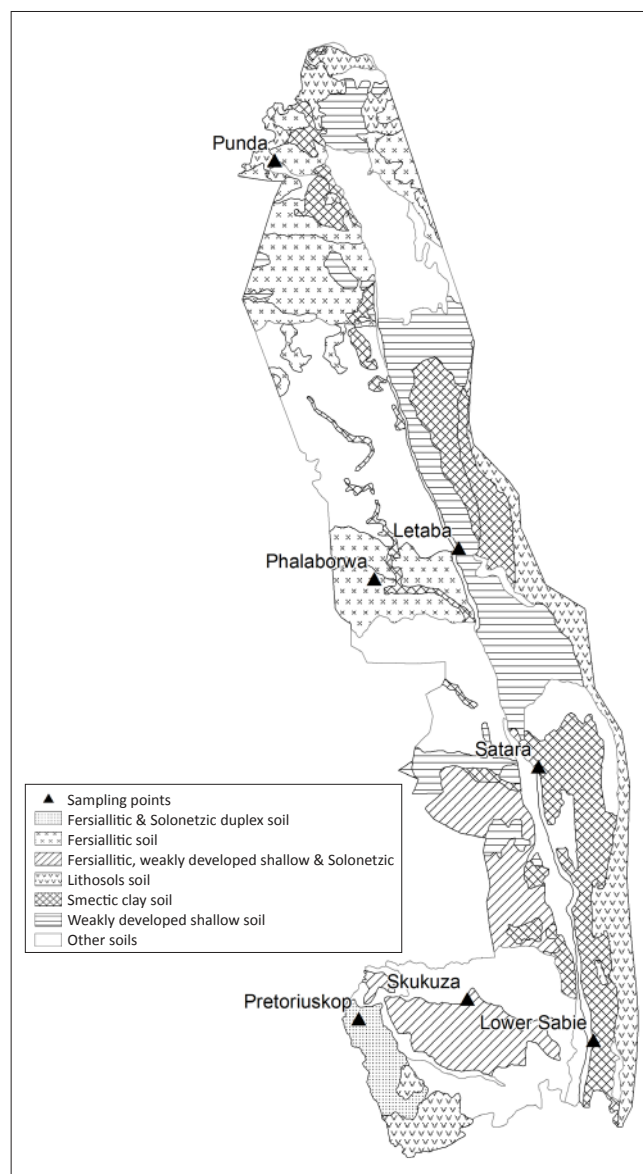 Punda
Letaba
Phalaborwa
Satara
Sampling points
Fersiallitic & Solonetzic duplex soil
Fersiallitic soil
Fersiallitic, weakly developed shallow & Solonetzic
Lithosols soil
Smectic clay soil
Weakly developed shallow soil
Other soils
Skukuza
Pretoriuskop
Lower Sabie